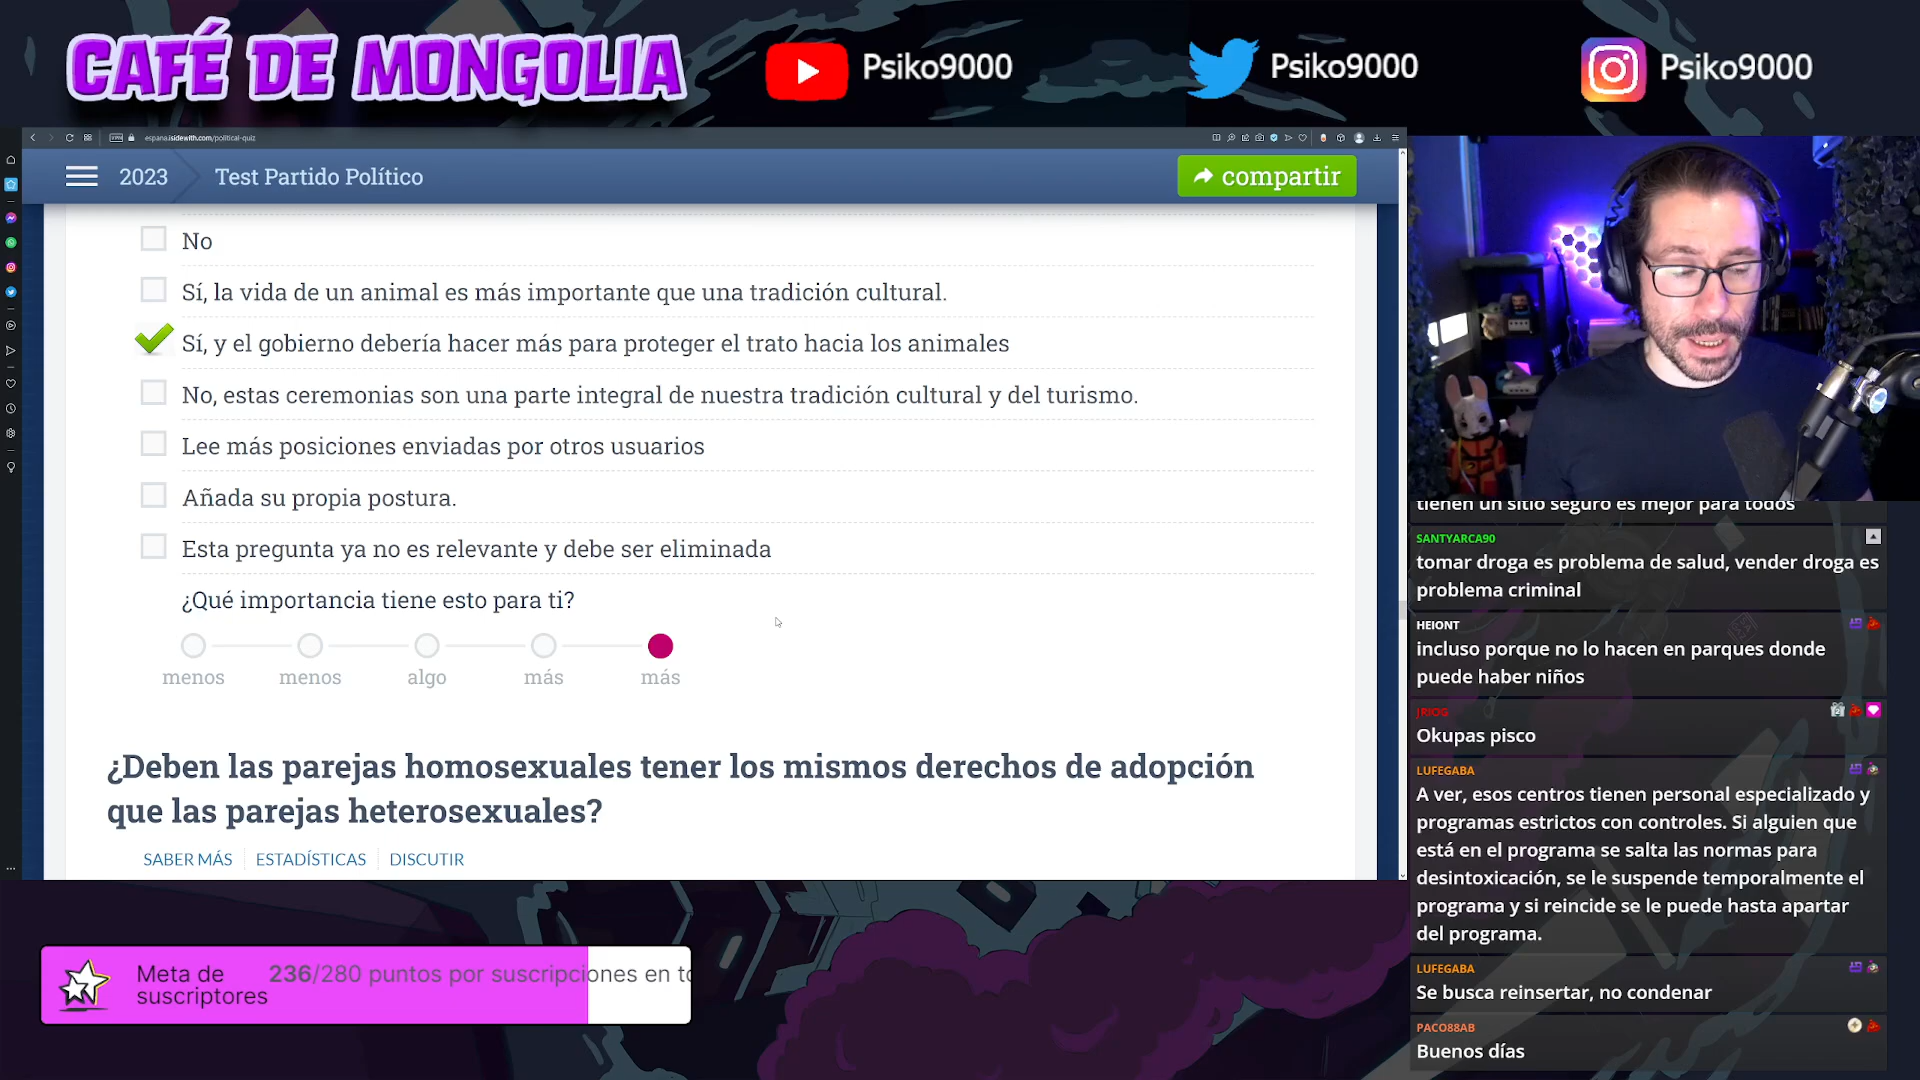 CAFÉ DE MONGOLIA
Psiko9000
Psiko9000
Psiko9000
espana.isidewith.com/political-quiz
2023
Test Partido Político
compartir
No
Sí, la vida de un animal es más importante que una tradición cultural.
Sí, y el gobierno debería hacer más para proteger el trato hacia los animales
No, estas ceremonias son una parte integral de nuestra tradición cultural y del turismo.
Lee más posiciones enviadas por otros usuarios
Añada su propia postura.
Esta pregunta ya no es relevante y debe ser eliminada
¿Qué importancia tiene esto para ti?
menos menos algo más más
¿Deben las parejas homosexuales tener los mismos derechos de adopción
que las parejas heterosexuales?
SABER MÁS ESTADÍSTICAS DISCUTIR
tienen un sitio seguro es mejor para todos
SANTYARCA90
tomar droga es problema de salud, vender droga es
problema criminal
HEIONT
incluso porque no lo hacen en parques donde
puede haber niños
JRIOG
Okupas pisco
LUFEGABA
A ver, esos centros tienen personal especializado y
programas estrictos con controles. Si alguien que
está en el programa se salta las normas para
desintoxicación, se le suspende temporalmente el
programa y si reincide se le puede hasta apartar
del programa.
LUFEGABA
Se busca reinsertar, no condenar
PACO88AB
Buenos días
Meta de
suscriptores
236/280 puntos por suscripciones en to